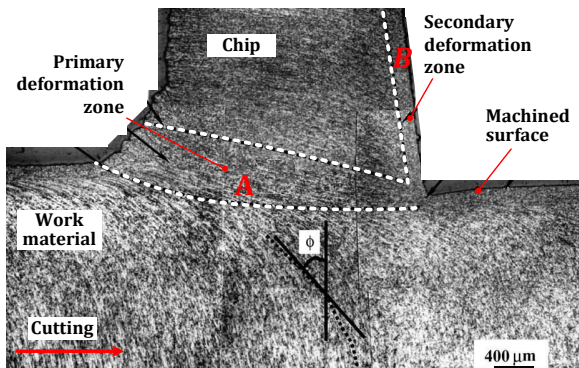 Chip
Primary
deformation
zone
B
Secondary
deformation
zone
Machined
surface
A
Work
material
ϕ
Cutting
400 μm